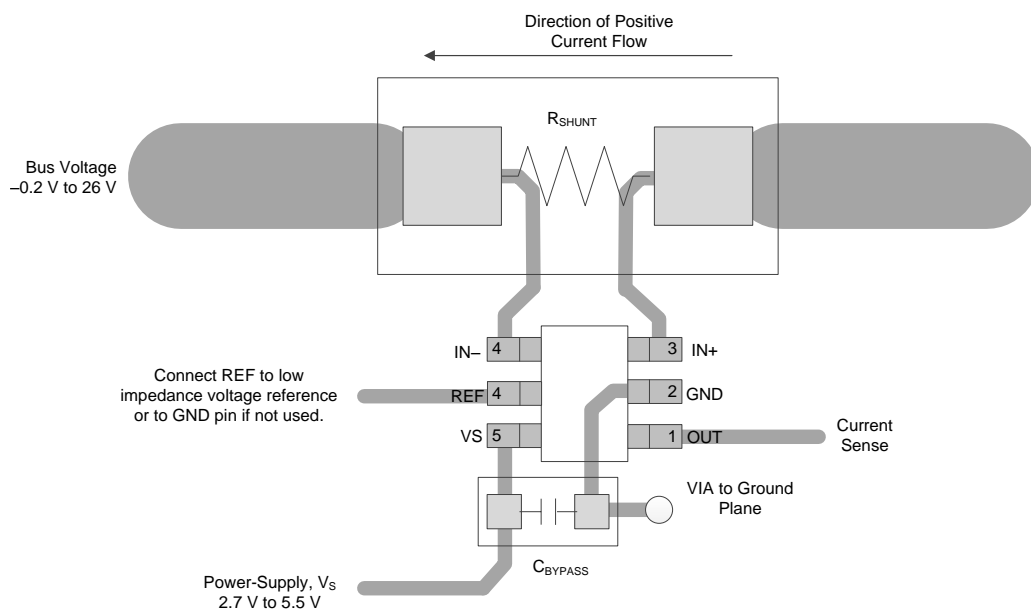 Direction of Positive
Current Flow
RSHUNT
Bus Voltage
–0.2 V to 26 V
IN–
4
3
IN+
Connect REF to low
impedance voltage reference
or to GND pin if not used.
REF
4
2
GND
VS
5
1
OUT
Current
Sense
VIA to Ground
Plane
CBYPASS
Power-Supply, VS
2.7 V to 5.5 V